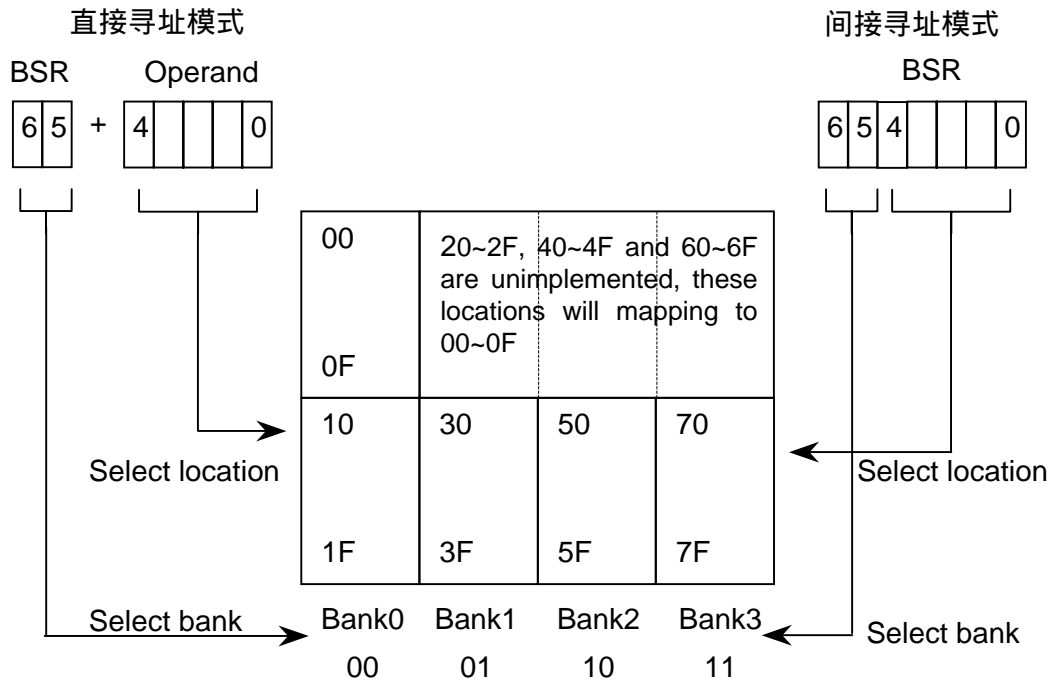 直接寻址模式
间接寻址模式
BSR Operand
BSR
6 5 + 4 0
6 5 4 0
00
20~2F, 40~4F and 60~6F
are unimplemented, these
locations will mapping to
00~0F
0F
10 30 50 70
Select location
Select location
1F 3F 5F 7F
Select bank
Bank0 Bank1 Bank2 Bank3
Select bank
00 01 10 11